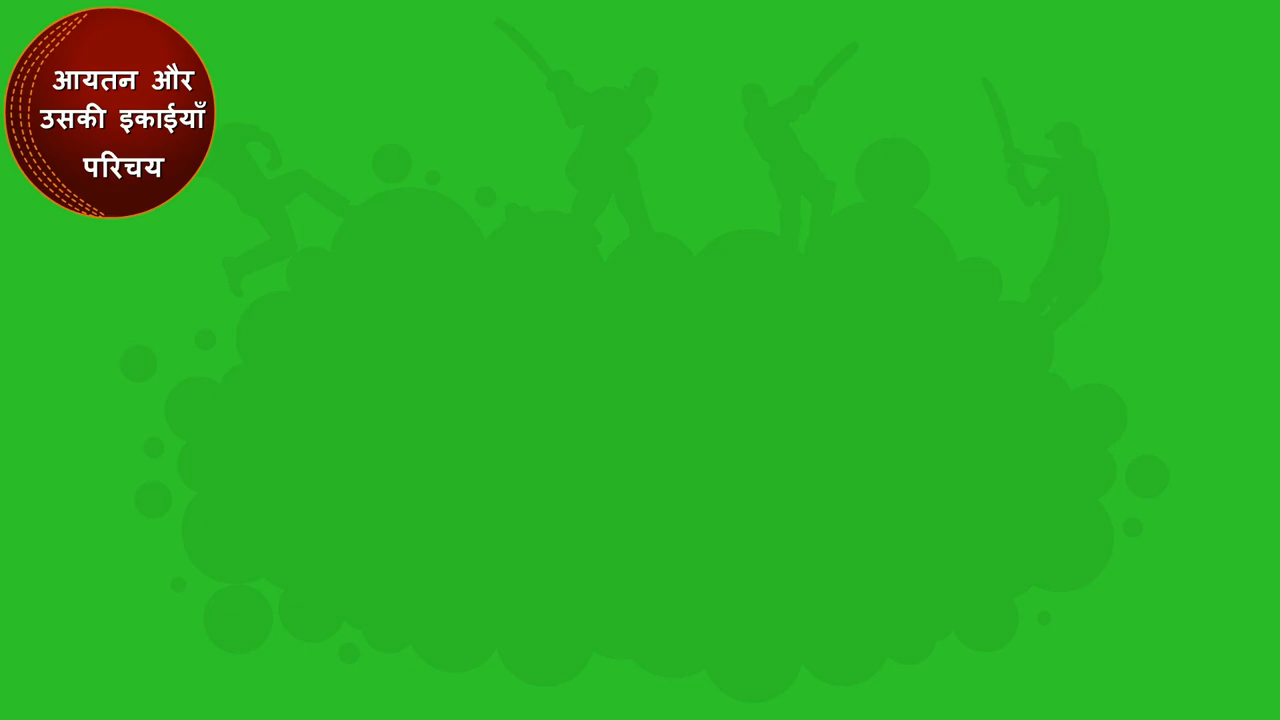 आयतन और
उसकी इकाईयाँ
परिचय